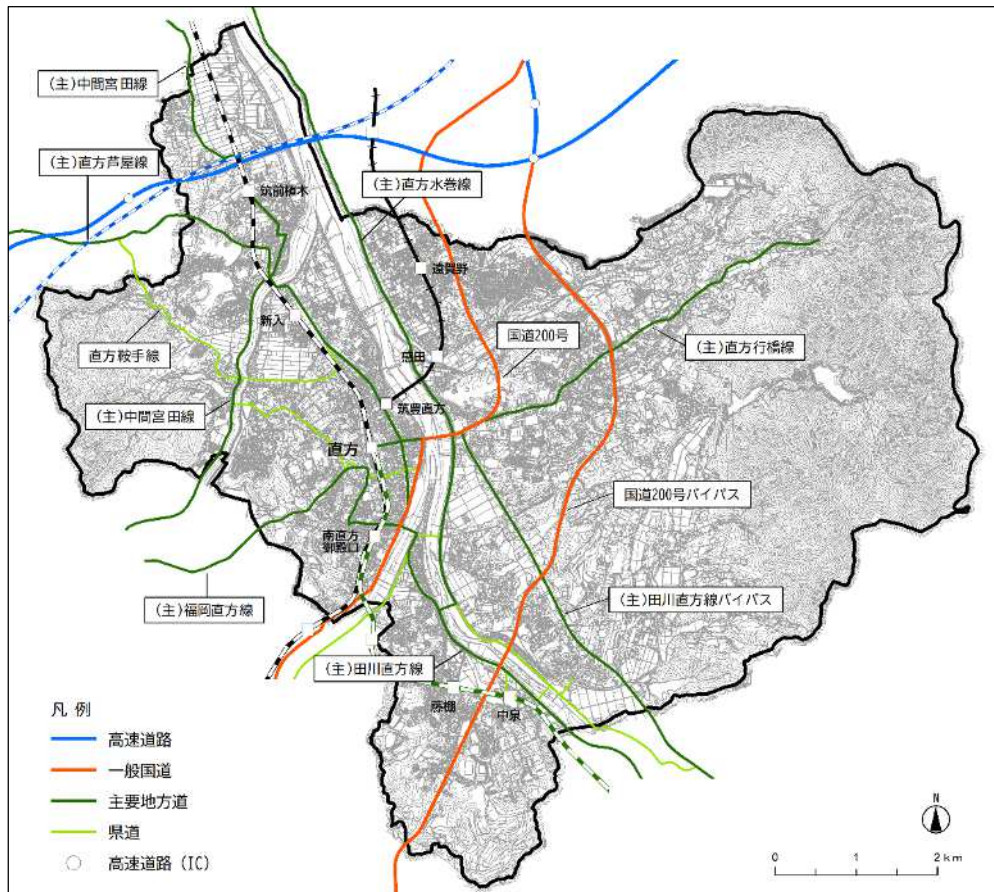 (主)中間宮田線
(主)直方芦屋線
(主)直方水巻線
筑前植木
遠賀野
国道200号
新入
(主)直方行橋線
直方鞍手線
感田
(主)中間宮田線
筑豊直方
直方
国道200号バイパス
南直方
御殿口
(主)福岡直方線
(主)田川直方線バイパス
(主)田川直方線
藤棚
中泉
凡 例
高速道路
一般国道
主要地方道
県道
高速道路(IC)
N
0 1 2 km